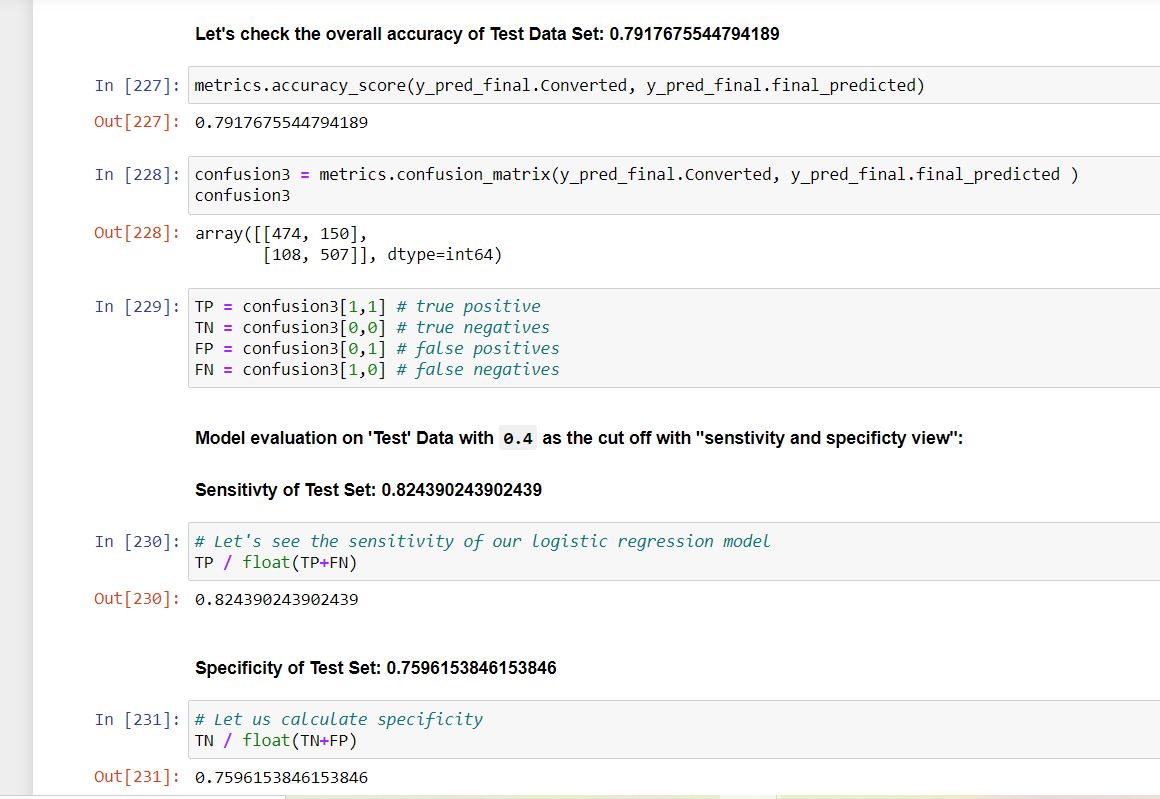 Let's check the overall accuracy of Test Data Set: 0.7917675544794189
In [227]: metrics.accuracy_score(y_pred_final.Converted, y_pred_final.final_predicted)
Out[227]: 0.7917675544794189
In [228]: confusion3 = metrics.confusion_matrix(y_pred_final.Converted, y_pred_final.final_predicted )
confusion3
Out[228]: array([[474, 150],
[108, 507]], dtype=int64)
In [229]: TP = confusion3[1,1] # true positive
TN = confusion3[0,0] # true negatives
FP = confusion3[0,1] # false positives
FN = confusion3[1,0] # false negatives
Model evaluation on 'Test' Data with 0.4 as the cut off with "senstivity and specificty view":
Sensitivty of Test Set: 0.824390243902439
In [230]: # Let's see the sensitivity of our logistic regression model
TP / float(TP+FN)
Out[230]: 0.824390243902439
Specificity of Test Set: 0.7596153846153846
In [231]: # Let us calculate specificity
TN / float(TN+FP)
Out[231]: 0.7596153846153846